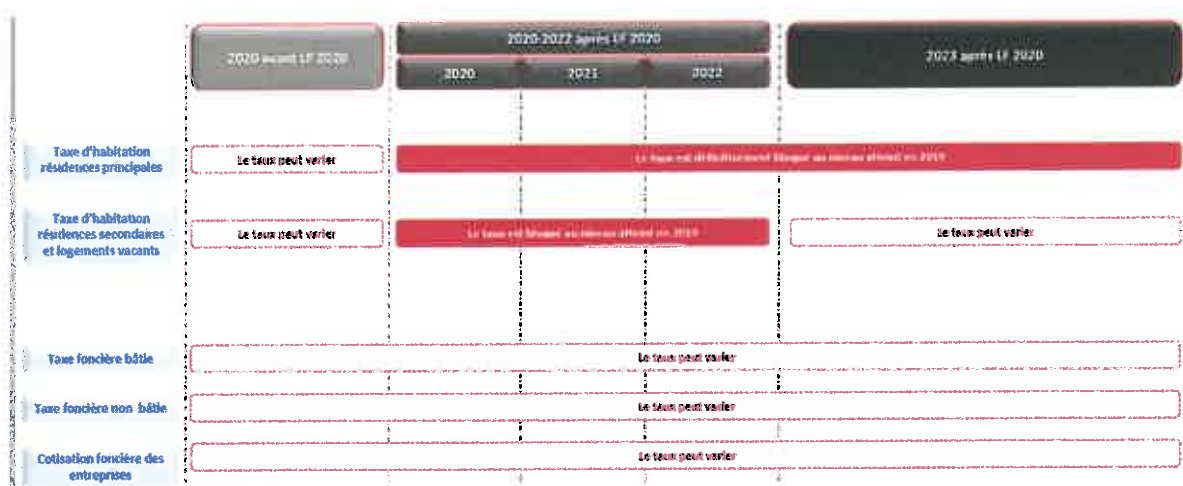 2020 avant LF 2020
2020-2022 après LF 2020
2020
2021
2022
2023 après LF 2020
Taxe d'habitation
résidences principales
Le taux peut varier
Le taux est définitivement bloqué au niveau atteint en 2019
Taxe d'habitation
résidences secondaires
et logements vacants
Le taux peut varier
Le taux est bloqué au niveau atteint en 2019
Le taux peut varier
Taxe foncière bâtie
Le taux peut varier
Taxe foncière non bâtie
Le taux peut varier
Cotisation foncière des
entreprises
Le taux peut varier